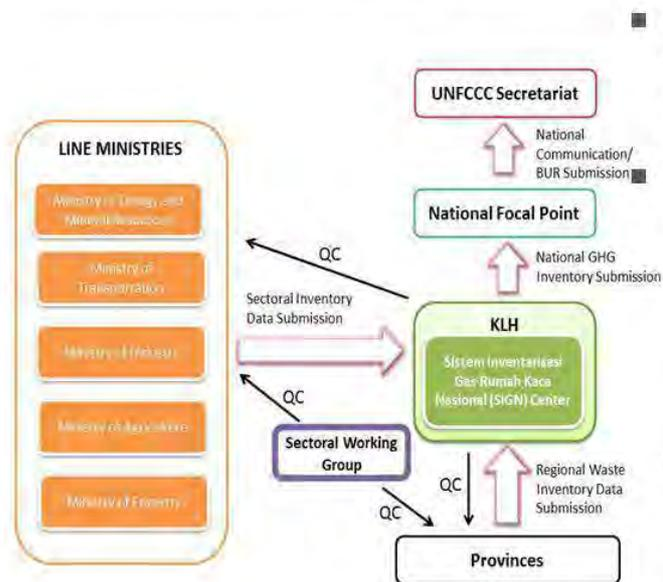 UNFCCC Secretariat
National
Communication/
BUR Submission
National Focal Point
National GHG
Inventory Submission
LINE MINISTRIES
Ministry of Energy and
Mineral Resources
Ministry of
Transportation
Ministry of Industry
Ministry of Agriculture
Ministry of Forestry
QC
Sectoral Inventory
Data Submission
KLH
Sistem Inventarisasi
Gas Rumah Kaca
Nasional (SIGN) Center
QC
Sectoral Working
Group
QC
QC
Regional Waste
Inventory Data
Submission
Provinces